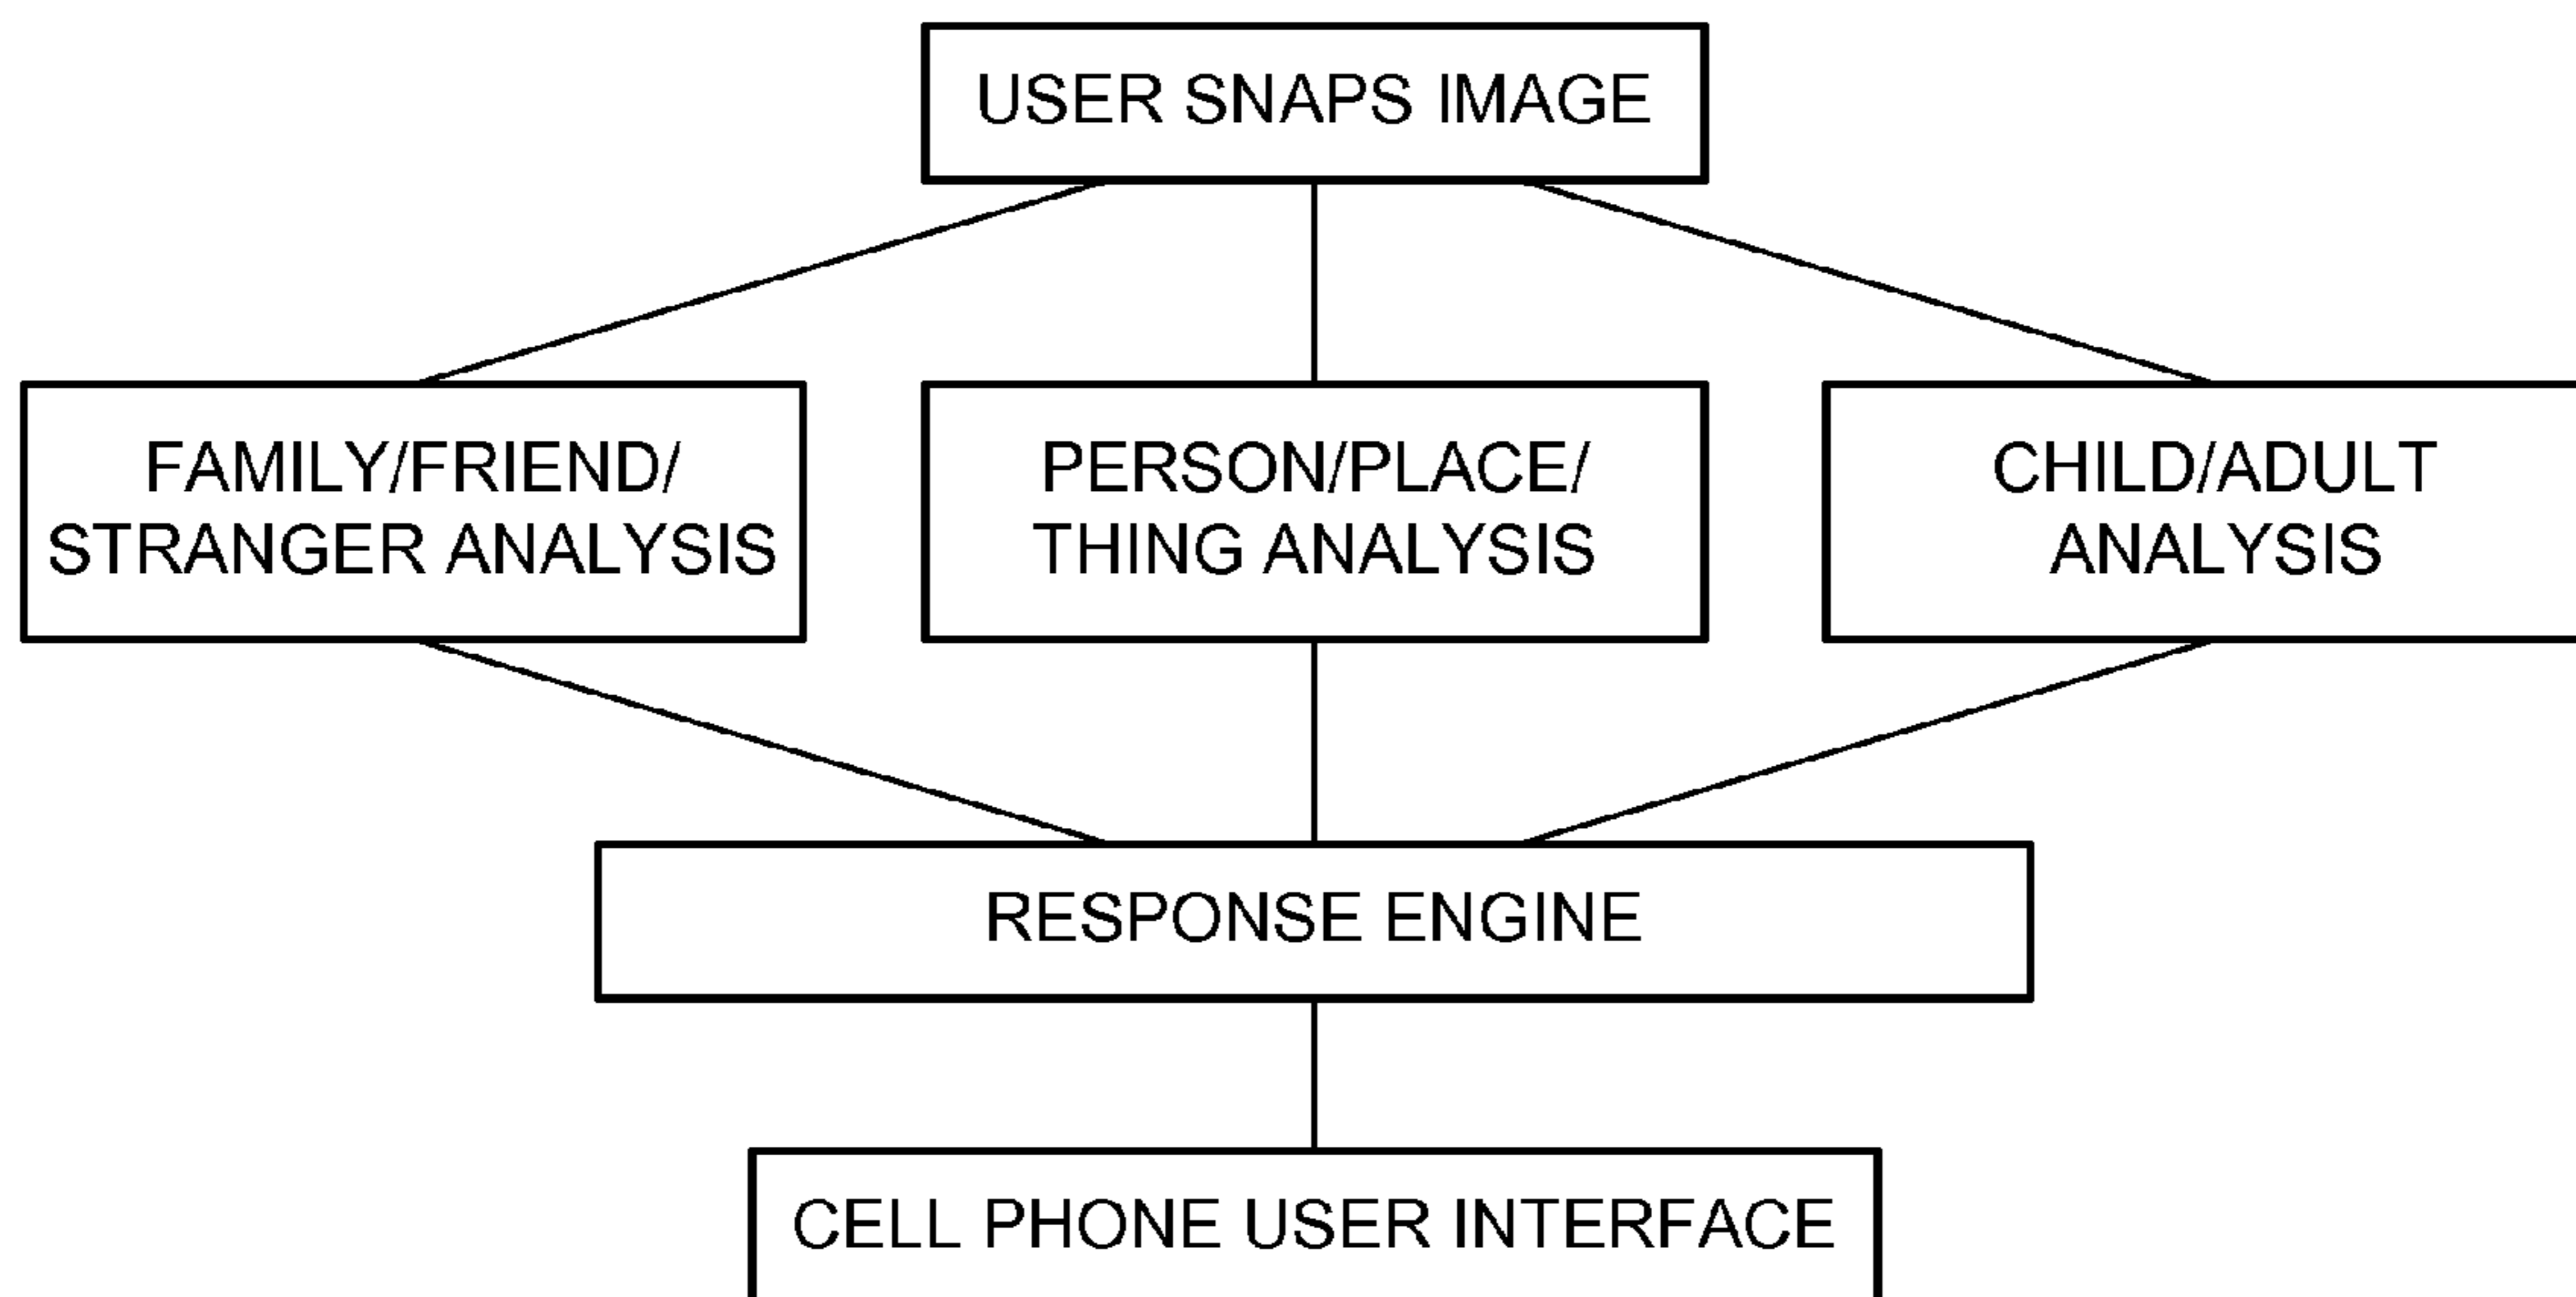 USER SNAPS IMAGE
FAMILY/FRIEND/
STRANGER ANALYSIS
PERSON/PLACE/
THING ANALYSIS
CHILD/ADULT
ANALYSIS
RESPONSE ENGINE
CELL PHONE USER INTERFACE